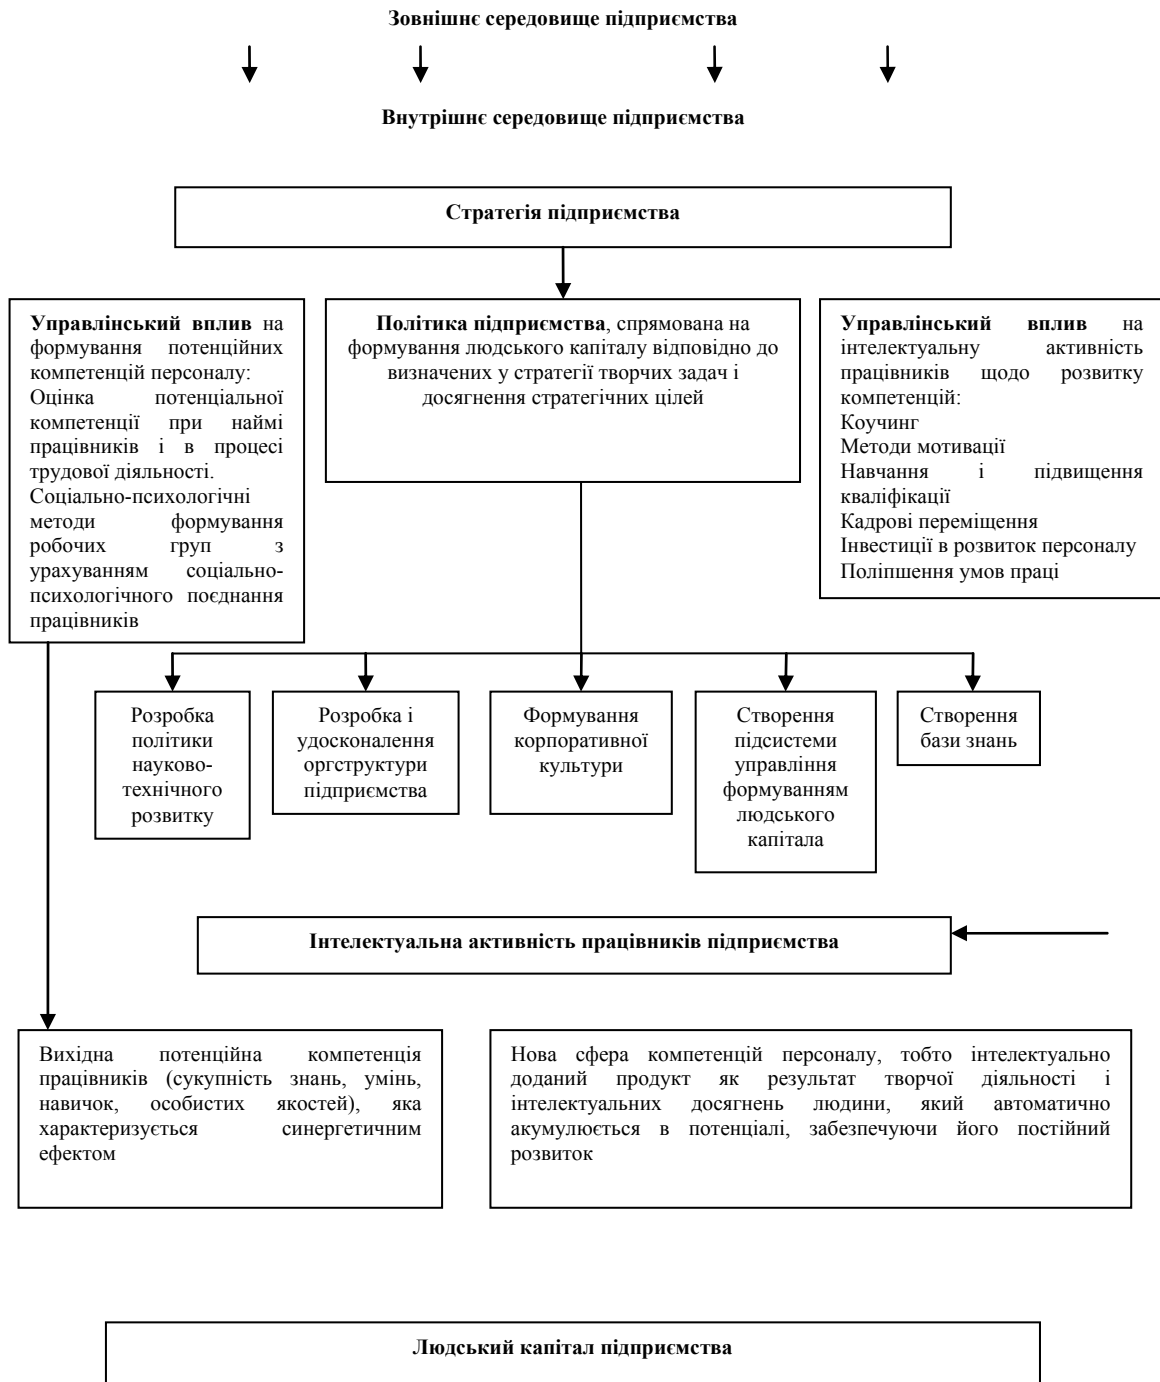 Зовнішнє середовище підприємства
Внутрішнє середовище підприємства
Стратегія підприємства
Управлінський вплив на
формування потенційних
компетенцій персоналу:
Оцінка потенціальної
компетенції при наймі
працівників і в процесі
трудової діяльності.
Соціально-психологічні
методи формування
робочих груп з
урахуванням соціально-
психологічного поєднання
працівників
Політика підприємства, спрямована на
формування людського капіталу відповідно до
визначених у стратегії творчих задач і
досягнення стратегічних цілей
Управлінський вплив на
інтелектуальну активність
працівників щодо розвитку
компетенцій:
Коучинг
Методи мотивації
Навчання і підвищення
кваліфікації
Кадрові переміщення
Інвестиції в розвиток персоналу
Поліпшення умов праці
Розробка
політики
науково-
технічного
розвитку
Розробка і
удосконалення
оргструктури
підприємства
Формування
корпоративної
культури
Створення
підсистеми
управління
формуванням
людського
капітала
Створення
бази знань
Інтелектуальна активність працівників підприємства
Вихідна потенційна компетенція
працівників (сукупність знань, умінь,
навичок, особистих якостей), яка
характеризується синергетичним
ефектом
Нова сфера компетенцій персоналу, тобто інтелектуально
доданий продукт як результат творчої діяльності і
інтелектуальних досягнень людини, який автоматично
акумулюється в потенціалі, забезпечуючи його постійний
розвиток
Людський капітал підприємства